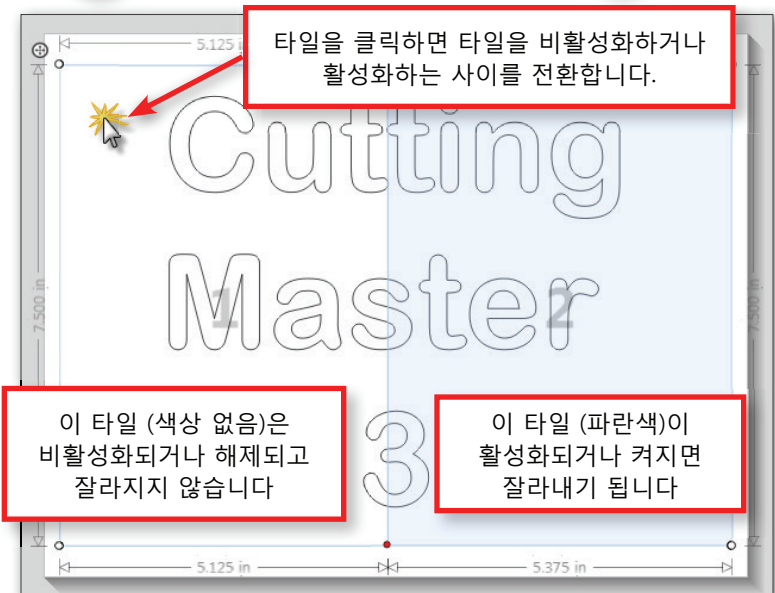 5.125 i
타일을 클릭하면 타일을 비활성화하거나
활성화하는 사이를 전환합니다.
Cutting
Master
3
1
2
7.500 in
7.500 in
이 타일 (색상 없음)은
비활성화되거나 해제되고
잘라지지 않습니다
이 타일 (파란색)이
활성화되거나 켜지면
잘라내기 됩니다
5.125 in
5.375 in